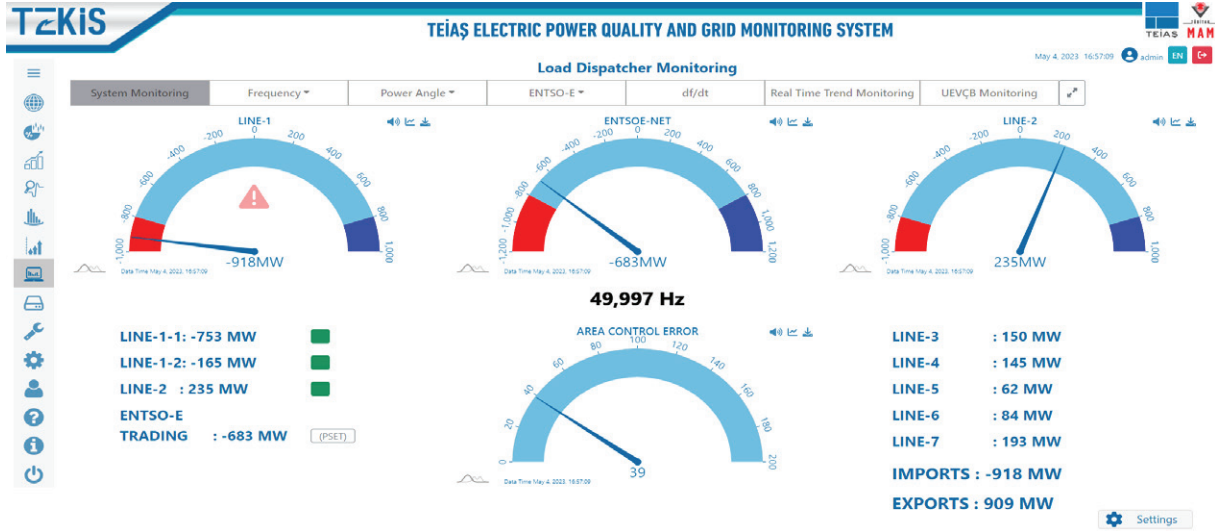 TEKiS
TEİAŞ ELECTRIC POWER QUALITY AND GRID MONITORING SYSTEM
TEİAŞ
MAM
May 4, 2023 16:57:09 admin EN
Load Dispatcher Monitoring
System Monitoring Frequency Power Angle ENTSO-E df/dt Real Time Trend Monitoring UEVÇB Monitoring
LINE-1
-1,000 -800 -600 -400 -200 0 200 400 600 800 1,000
-918MW
Data Time May 4, 2023, 16:57:09
ENTSOE-NET
-1,200 -1,000 -800 -600 -400 -200 0 200 400 600 800 1,000 1,200
-683MW
Data Time May 4, 2023, 16:57:09
LINE-2
-1,000 -800 -600 -400 -200 0 200 400 600 800 1,000
235MW
Data Time May 4, 2023, 16:57:09
49,997 Hz
LINE-1-1: -753 MW
LINE-1-2: -165 MW
LINE-2 : 235 MW
ENTSO-E
TRADING : -683 MW (PSET)
AREA CONTROL ERROR
0 20 40 60 80 100 120 140 160 180 200
39
Data Time May 4, 2023, 16:57:09
LINE-3 : 150 MW
LINE-4 : 145 MW
LINE-5 : 62 MW
LINE-6 : 84 MW
LINE-7 : 193 MW
IMPORTS : -918 MW
EXPORTS : 909 MW
Settings